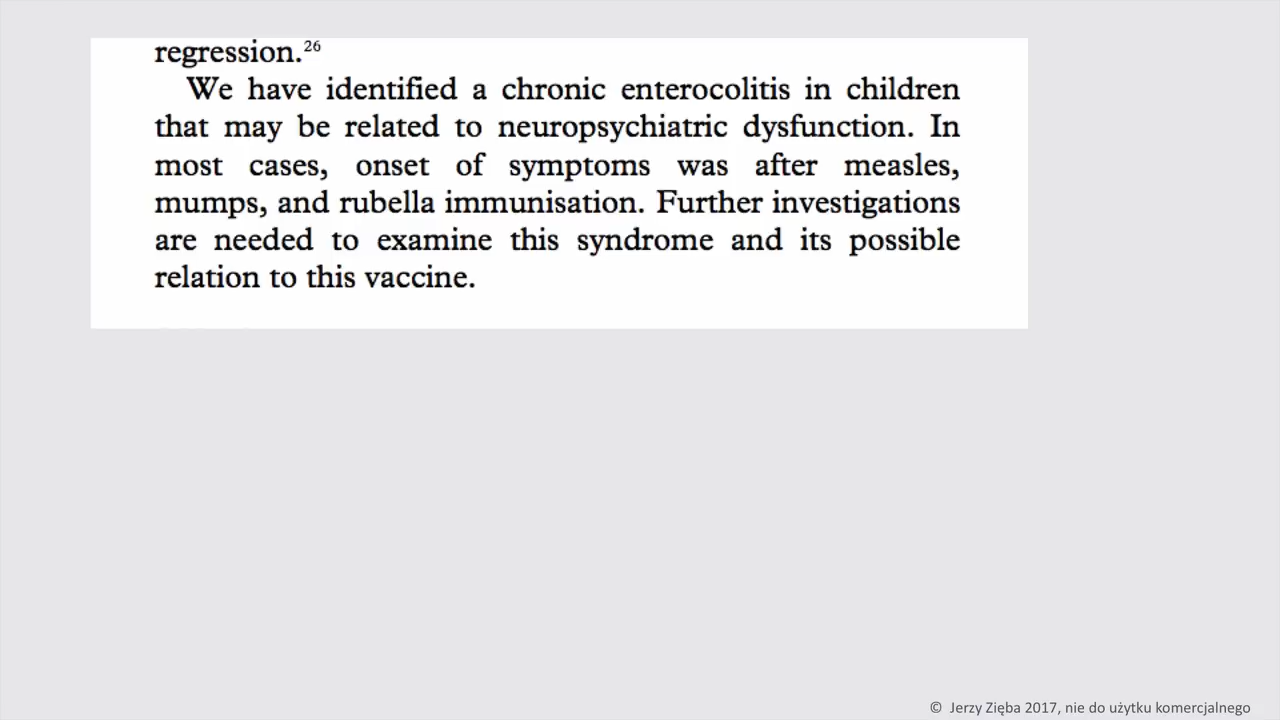 regression.26
We have identified a chronic enterocolitis in children
that may be related to neuropsychiatric dysfunction. In
most cases, onset of symptoms was after measles,
mumps, and rubella immunisation. Further investigations
are needed to examine this syndrome and its possible
relation to this vaccine.
© Jerzy Zięba 2017, nie do użytku komercjalnego